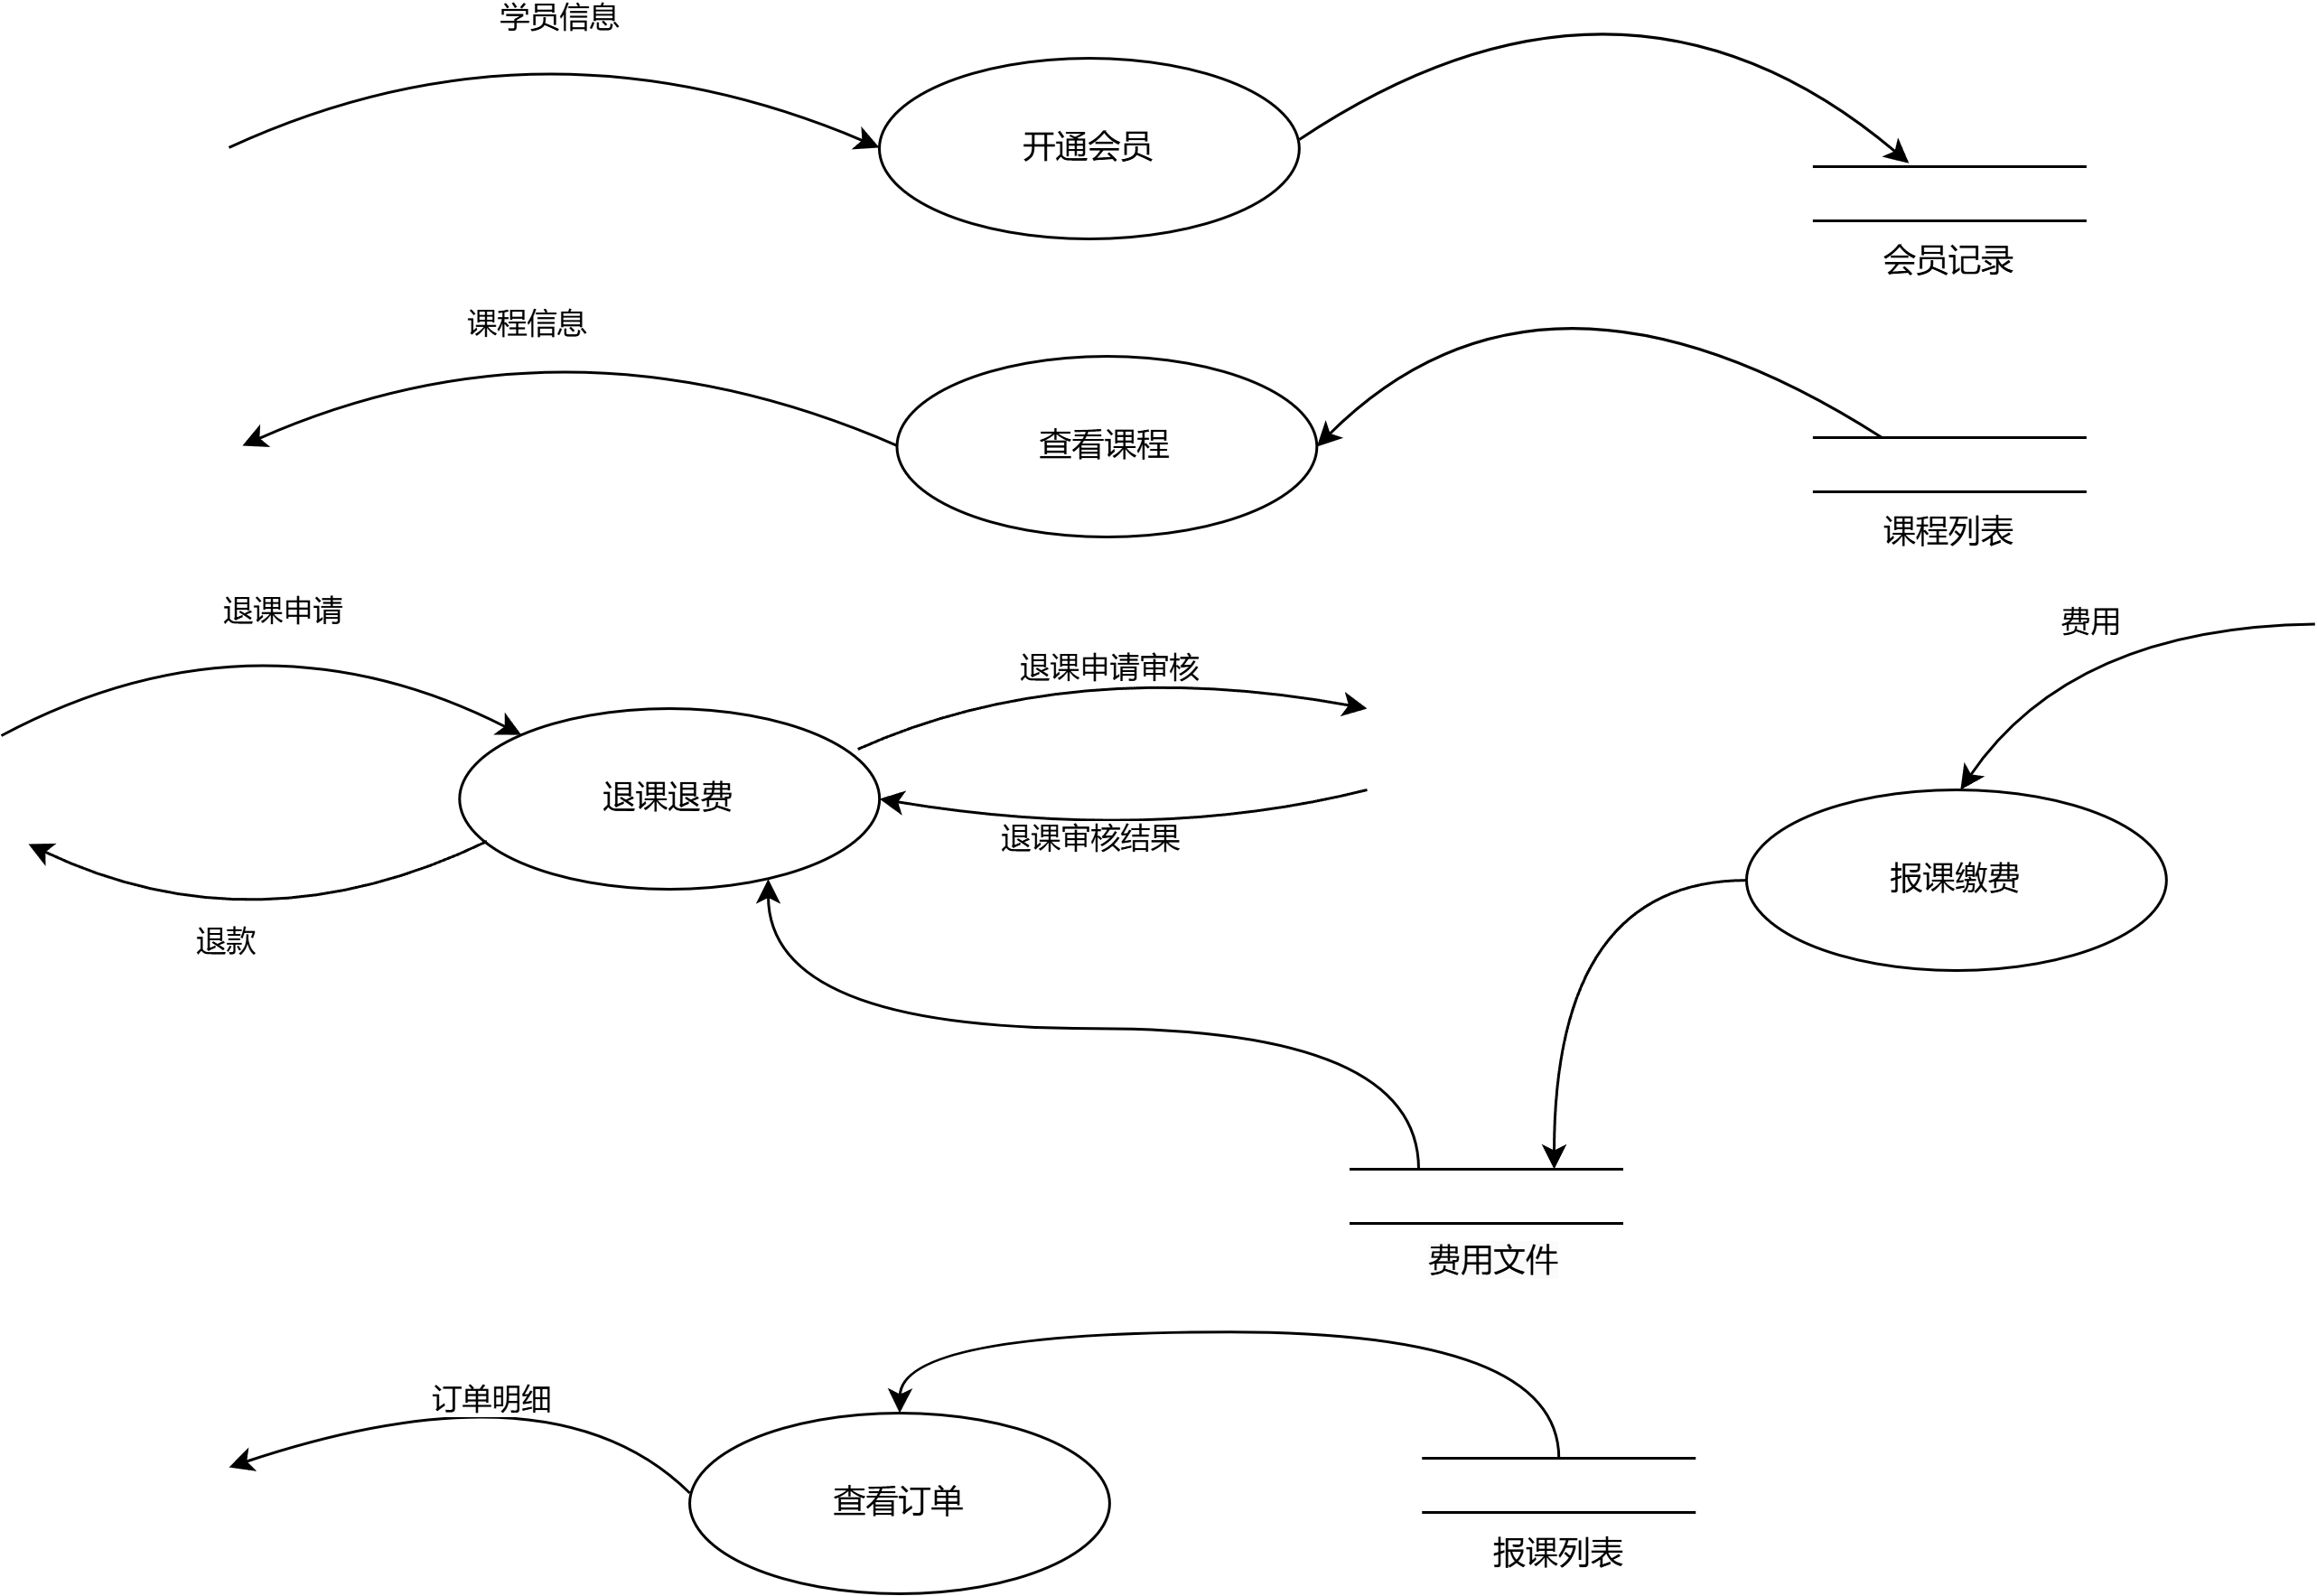 学员信息
开通会员
会员记录
课程信息
查看课程
课程列表
退课申请
费用
退课申请审核
退课退费
退课审核结果
报课缴费
退款
费用文件
订单明细
查看订单
报课列表